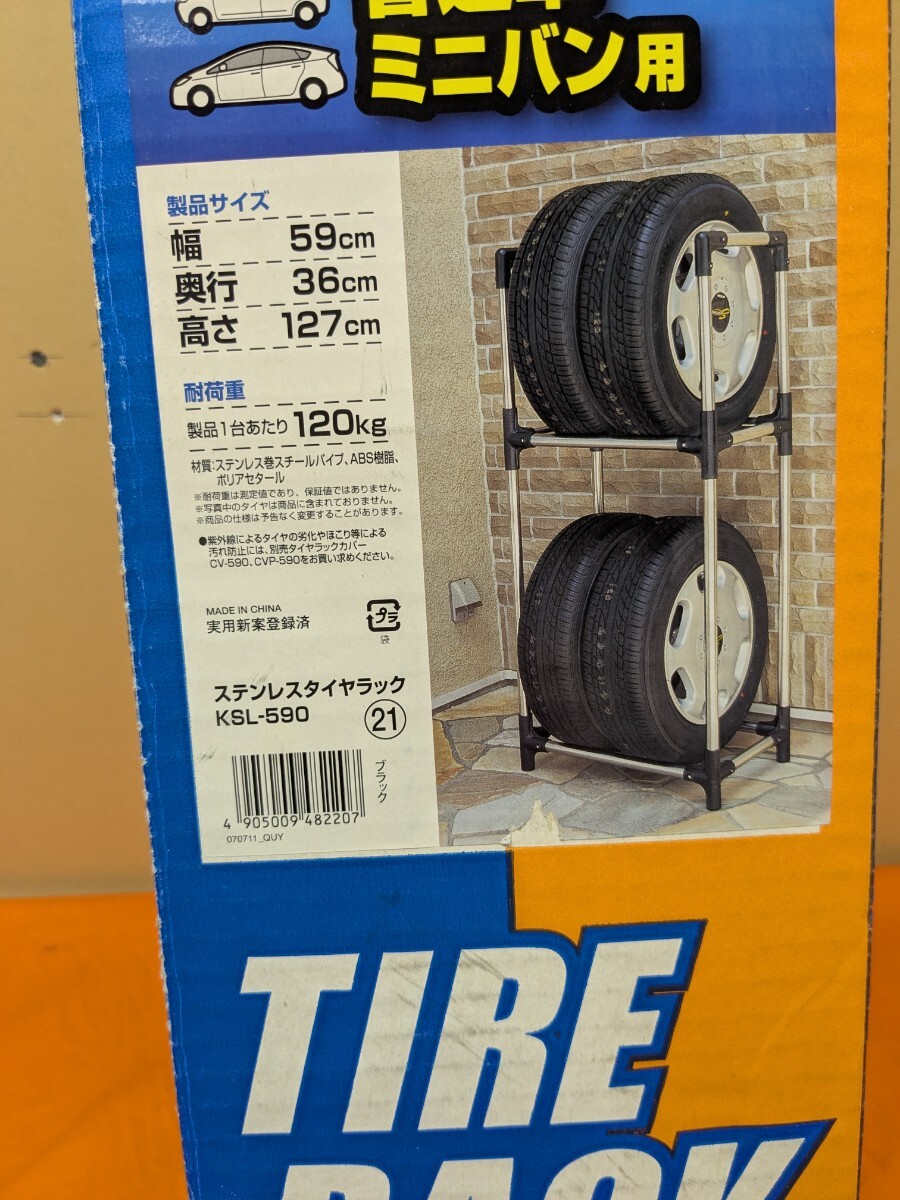 普通車
ミニバン用
製品サイズ
幅 59cm
奥行 36cm
高さ 127cm
耐荷重
製品1台あたり 120kg
材質:ステンレス巻スチールパイプ、ABS樹脂、
ポリアセタール
※耐荷重は測定値であり、保証値ではありません。
※写真中のタイヤは商品に含まれておりません。
※商品の仕様は予告なく変更することがあります。
●紫外線によるタイヤの劣化やほこり等による
汚れ防止には、別売タイヤラックカバー
CV-590、CVP-590をお買い求めください。
MADE IN CHINA
実用新案登録済
プラ
袋
ステンレスタイヤラック
KSL-590 ㉑
ブラック
4 905009 482207
070711_QUY
TIRE
RACK